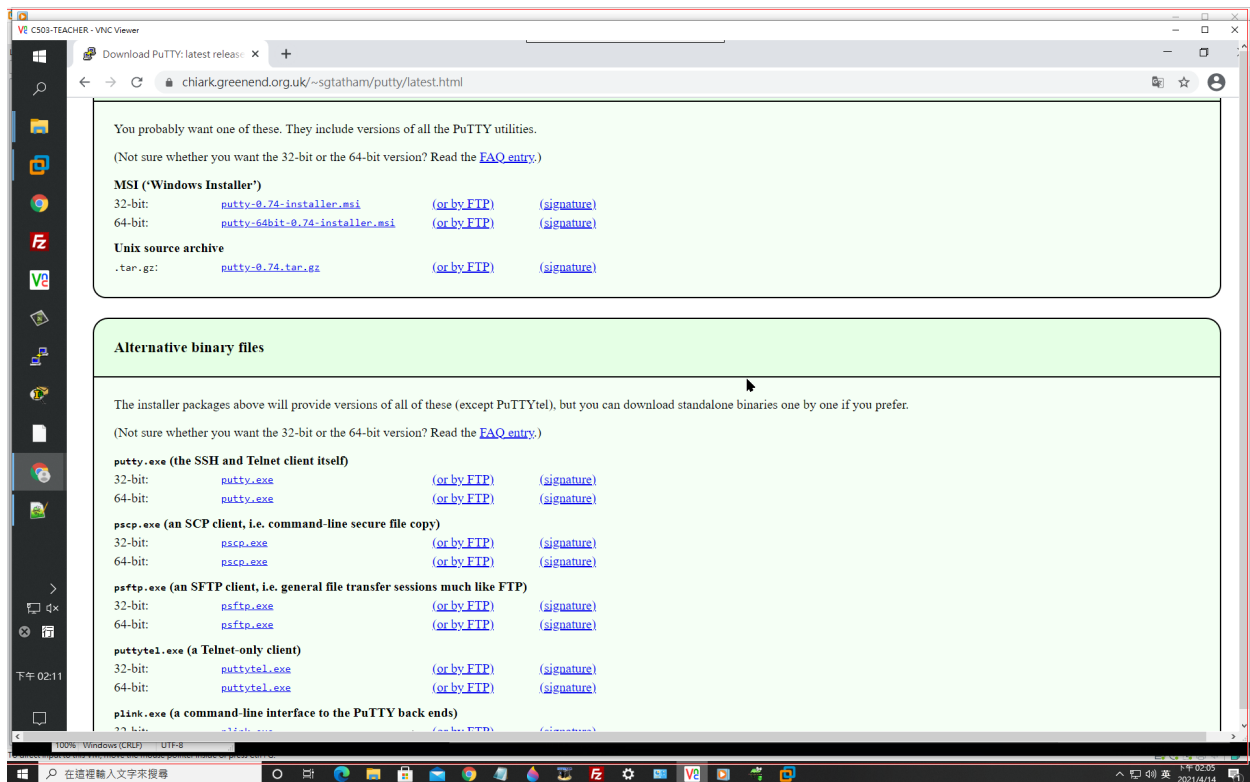 C503-TEACHER - VNC Viewer
Download PuTTY: latest release
chiark.greenend.org.uk/~sgtatham/putty/latest.html
You probably want one of these. They include versions of all the PuTTY utilities.
(Not sure whether you want the 32-bit or the 64-bit version? Read the FAQ entry.)
MSI (‘Windows Installer’)
32-bit: putty-0.74-installer.msi (or by FTP) (signature)
64-bit: putty-64bit-0.74-installer.msi (or by FTP) (signature)
Unix source archive
.tar.gz: putty-0.74.tar.gz (or by FTP) (signature)
Alternative binary files
The installer packages above will provide versions of all of these (except PuTTYtel), but you can download standalone binaries one by one if you prefer.
(Not sure whether you want the 32-bit or the 64-bit version? Read the FAQ entry.)
putty.exe (the SSH and Telnet client itself)
32-bit: putty.exe (or by FTP) (signature)
64-bit: putty.exe (or by FTP) (signature)
pscp.exe (an SCP client, i.e. command-line secure file copy)
32-bit: pscp.exe (or by FTP) (signature)
64-bit: pscp.exe (or by FTP) (signature)
psftp.exe (an SFTP client, i.e. general file transfer sessions much like FTP)
32-bit: psftp.exe (or by FTP) (signature)
64-bit: psftp.exe (or by FTP) (signature)
puttytel.exe (a Telnet-only client)
32-bit: puttytel.exe (or by FTP) (signature)
64-bit: puttytel.exe (or by FTP) (signature)
plink.exe (a command-line interface to the PuTTY back ends)
行
下午 02:11
100% Windows (CRLF) UTF-8
在這裡輸入文字來搜尋
英
下午 02:05
2021/4/14